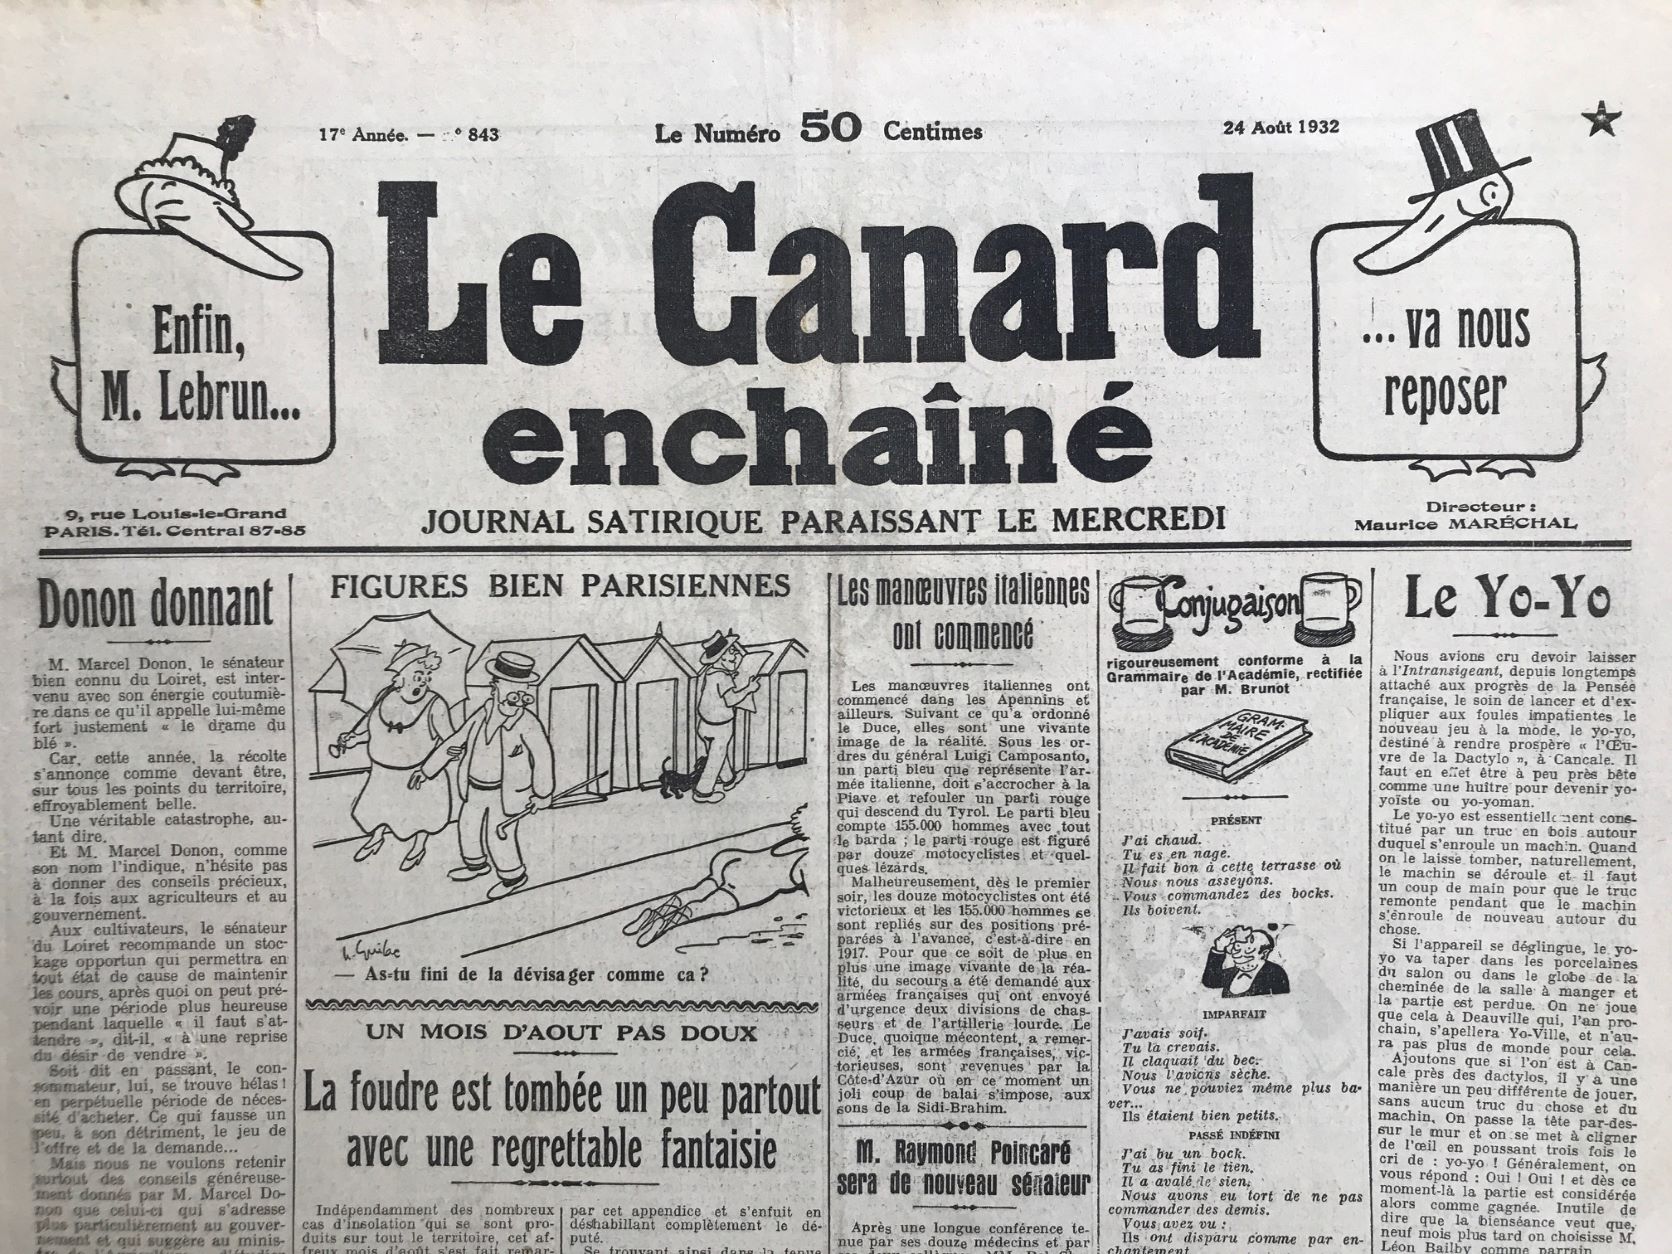 17e Année. — ° 843
Le Numéro 50 Centimes
24 Août 1932
Enfin,
M. Lebrun...
Le Canard
enchaîné
... va nous
reposer
9, rue Louis-le-Grand
PARIS. Tél. Central 87-85
JOURNAL SATIRIQUE PARAISSANT LE MERCREDI
Directeur :
Maurice MARÉCHAL
Donon donnant
M. Marcel Donon, le sénateur
bien connu du Loiret, est inter-
venu avec son énergie coutumiè-
re dans ce qu'il appelle lui-même
fort justement « le drame du
blé ».
Car, cette année, la récolte
s'annonce comme devant être,
sur tous les points du territoire,
effroyablement belle.
Une véritable catastrophe, au-
tant dire.
Et M. Marcel Donon, comme
son nom l'indique, n'hésite pas
à donner des conseils précieux,
à la fois aux agriculteurs et au
gouvernement.
Aux cultivateurs, le sénateur
du Loiret recommande un stoc-
kage opportun qui permettra en
tout état de cause de maintenir
les cours, après quoi on peut pré-
voir une période plus heureuse
pendant laquelle « il faut s'at-
tendre », dit-il, « à une reprise
du désir de vendre ».
Soit dit en passant, le con-
sommateur, lui, se trouve hélas !
en perpétuelle période de néces-
sité d'acheter. Ce qui fausse un
peu, à son détriment, le jeu de
l'offre et de la demande...
Mais nous ne voulons retenir
surtout des conseils généreuse-
ment donnés par M. Marcel Do-
non que celui-ci qui s'adresse
plus particulièrement au gouver-
nement et qui suggère au minis-
FIGURES BIEN PARISIENNES
h. Guilac
— As-tu fini de la dévisager comme ca ?
UN MOIS D'AOUT PAS DOUX
La foudre est tombée un peu partout
avec une regrettable fantaisie
Indépendamment des nombreux
cas d'insolation qui se sont pro-
duits sur tout le territoire, cet af-
freux mois d'août s'est fait remar-
par cet appendice et s'enfuit en
déshabillant complètement le dé-
puté.
Se trouvant ainsi dans la tenue
Les manœuvres italiennes
ont commencé
Les manœuvres italiennes ont
commencé dans les Apennins et
ailleurs. Suivant ce qu'a ordonné
le Duce, elles sont une vivante
image de la réalité. Sous les or-
dres du général Luigi Camposanto,
un parti bleu que représente l'ar-
mée italienne, doit s'accrocher à la
Piave et refouler un parti rouge
qui descend du Tyrol. Le parti bleu
compte 155.000 hommes avec tout
le barda ; le parti rouge est figuré
par douze motocyclistes et quel-
ques lézards.
Malheureusement, dès le premier
soir, les douze motocyclistes ont été
victorieux et les 155.000 hommes se
sont repliés sur des positions pré-
parées à l'avance, c'est-à-dire en
1917. Pour que ce soit de plus en
plus une image vivante de la réa-
lité, du secours a été demandé aux
armées françaises qui ont envoyé
d'urgence deux divisions de chas-
seurs et de l'artillerie lourde. Le
Duce, quoique mécontent, a remer-
cié, et les armées françaises, vic-
torieuses, sont revenues par la
Côte-d'Azur où en ce moment un
joli coup de balai s'impose, aux
sons de la Sidi-Brahim.
M. Raymond Poincaré
sera de nouveau sénateur
Après une longue conférence te-
nue par ses douze médecins et par
Conjugaison
rigoureusement conforme à la
Grammaire de l'Académie, rectifiée
par M. Brunot
GRAM-
MAIRE
DE
L'ACADÉMIE
PRÉSENT
J'ai chaud.
Tu es en nage.
Il fait bon à cette terrasse où
Nous nous asseyons.
Vous commandez des bocks.
Ils boivent.
IMPARFAIT
J'avais soif.
Tu la crevais.
Il claquait du bec.
Nous l'avions sèche.
Vous ne pouviez même plus ba-
ver...
Ils étaient bien petits.
PASSÉ INDÉFINI
J'ai bu un bock.
Tu as fini le tien.
Il a avalé le sien.
Nous avons eu tort de ne pas
commander des demis.
Vous avez vu :
Ils ont disparu comme par en-
chantement.
Le Yo-Yo
Nous avions cru devoir laisser
à l'Intransigeant, depuis longtemps
attaché aux progrès de la Pensée
française, le soin de lancer et d'ex-
pliquer aux foules impatientes le
nouveau jeu à la mode, le yo-yo,
destiné à rendre prospère « l'Œu-
vre de la Dactylo », à Cancale. Il
faut en effet être à peu près bête
comme une huître pour devenir yo-
yoïste ou yo-yoman.
Le yo-yo est essentiellement cons-
titué par un truc en bois autour
duquel s'enroule un machin. Quand
on le laisse tomber, naturellement,
le machin se déroule et il faut
un coup de main pour que le truc
remonte pendant que le machin
s'enroule de nouveau autour du
chose.
Si l'appareil se déglingue, le yo-
yo va taper dans les porcelaines
du salon ou dans le globe de la
cheminée de la salle à manger et
la partie est perdue. On ne joue
que cela à Deauville qui, l'an pro-
chain, s'apellera Yo-Ville, et n'au-
ra pas plus de monde pour cela.
Ajoutons que si l'on est à Can-
cale près des dactylos, il y a une
manière un peu différente de jouer,
sans aucun truc du chose et du
machin. On passe la tête par-des-
sur le mur et on se met à cligner
de l'œil en poussant trois fois le
cri de : yo-yo ! Généralement, on
vous répond : Oui ! Oui ! et dès ce
moment-là la partie est considérée
alors comme gagnée. Inutile de
dire que la bienséance veut que,
neuf mois plus tard on choisisse M.
Léon Bailby comme parrain